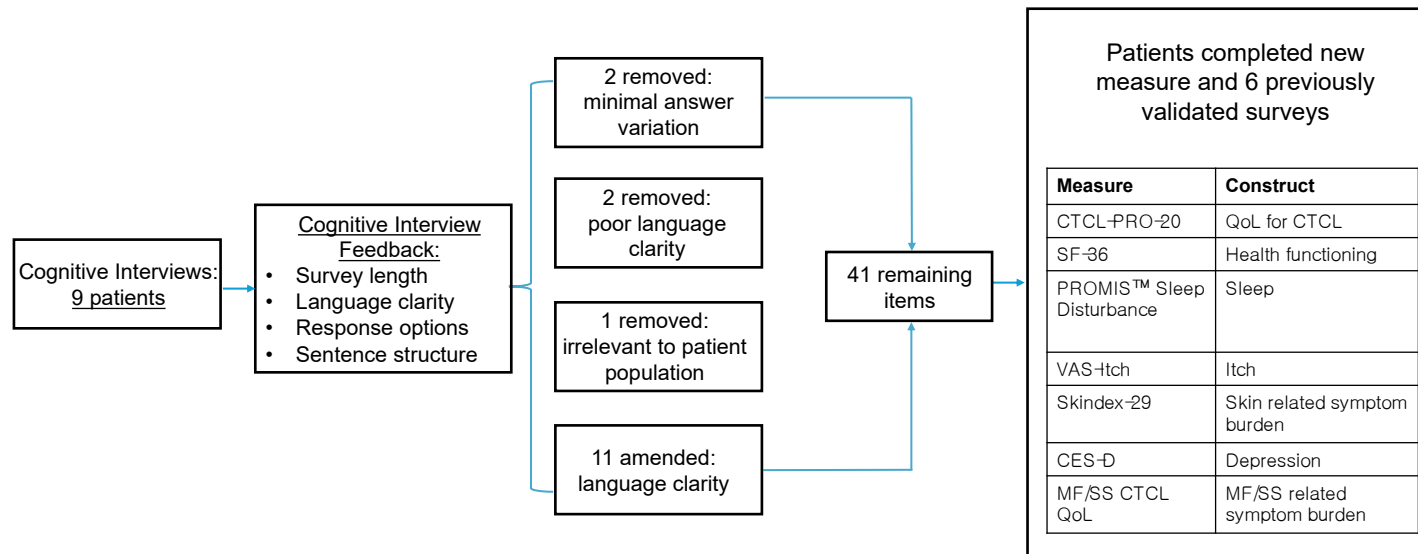 Cognitive Interviews:
9 patients
Cognitive Interview
Feedback:
• Survey length
• Language clarity
• Response options
• Sentence structure
2 removed:
minimal answer
variation
2 removed:
poor language
clarity
1 removed:
irrelevant to patient
population
11 amended:
language clarity
41 remaining
items
Patients completed new
measure and 6 previously
validated surveys
Measure Construct
CTCL-PRO-20 QoL for CTCL
SF-36 Health functioning
PROMIS™ Sleep Sleep
Disturbance
VAS-Itch Itch
Skindex-29 Skin related symptom
burden
CES-D Depression
MF/SS CTCL MF/SS related
QoL symptom burden